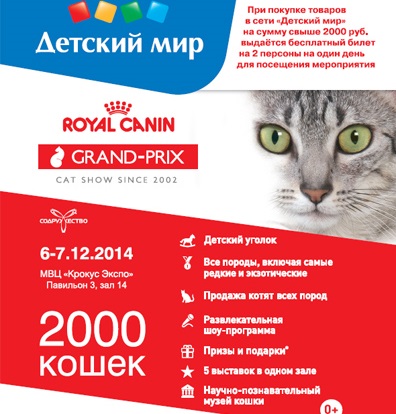 Детский мир
При покупке товаров
в сети «Детский мир»
на сумму свыше 2000 руб.
выдаётся бесплатный билет
на 2 персоны на один день
для посещения мероприятия
ROYAL CANIN
GRAND-PRIX
CAT SHOW SINCE 2002
СОДРУЖЕСТВО
6-7.12.2014
МВЦ «Крокус Экспо»
Павильон 3, зал 14
2000
кошек
Детский уголок
Все породы, включая самые
редкие и экзотические
Продажа котят всех пород
Развлекательная
шоу-программа
Призы и подарки*
5 выставок в одном зале
Научно-познавательный
музей кошки
0+